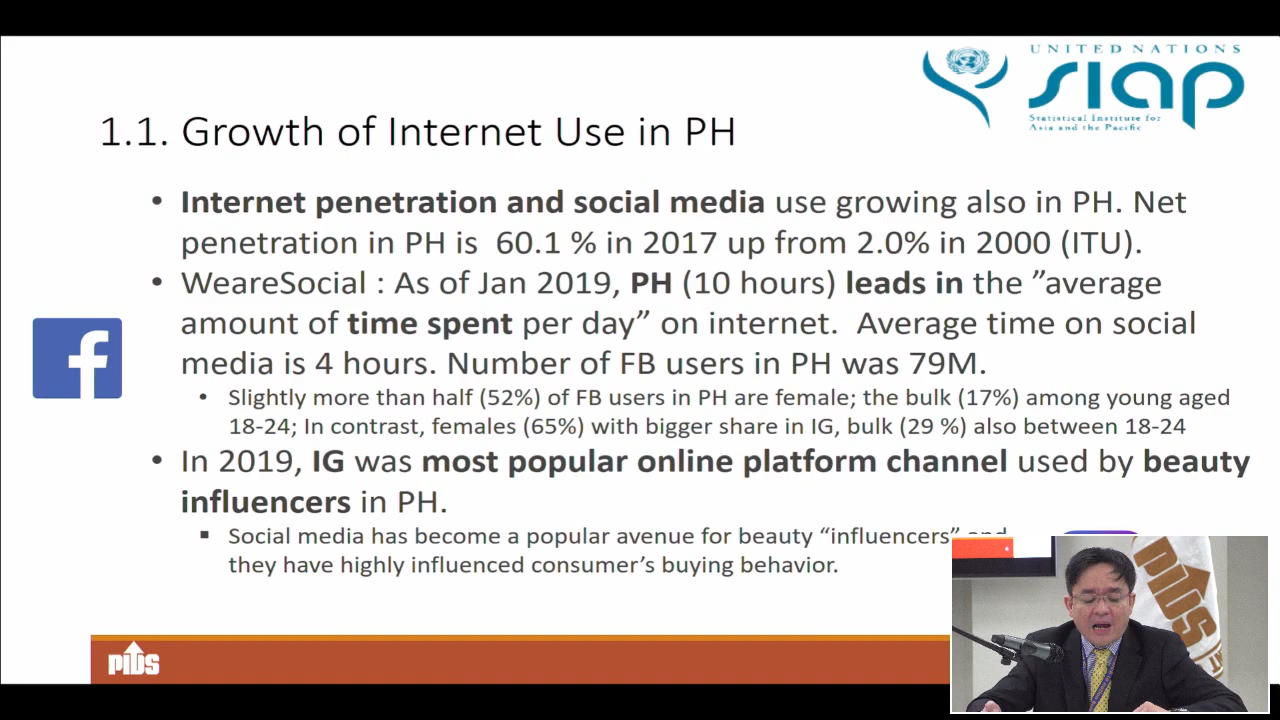 UNITED NATIONS
SIAP
Statistical Institute for
Asia and the Pacific
1.1. Growth of Internet Use in PH
• Internet penetration and social media use growing also in PH. Net
penetration in PH is 60.1 % in 2017 up from 2.0% in 2000 (ITU).
• WeareSocial : As of Jan 2019, PH (10 hours) leads in the ”average
amount of time spent per day” on internet. Average time on social
media is 4 hours. Number of FB users in PH was 79M.
• Slightly more than half (52%) of FB users in PH are female; the bulk (17%) among young aged
18-24; In contrast, females (65%) with bigger share in IG, bulk (29 %) also between 18-24
• In 2019, IG was most popular online platform channel used by beauty
influencers in PH.
▪ Social media has become a popular avenue for beauty “influencers” and
they have highly influenced consumer’s buying behavior.
PIDS
PIDS